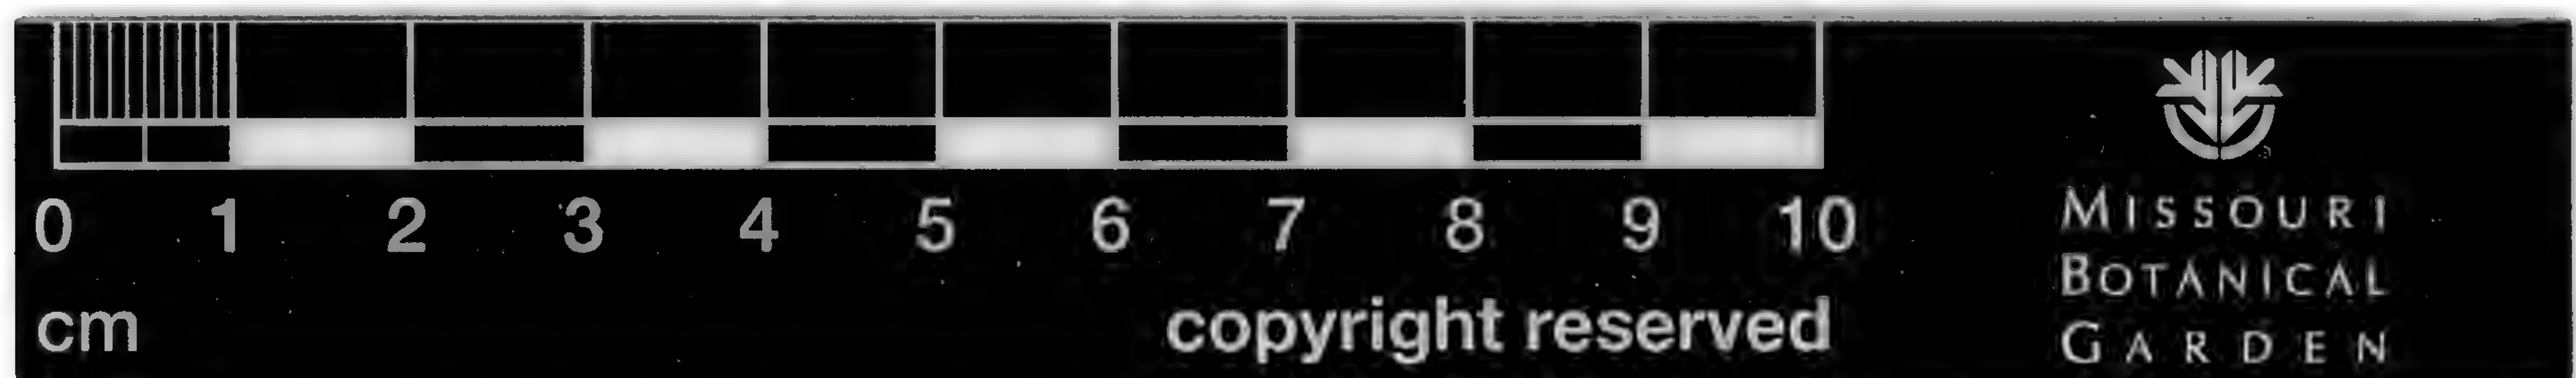 0 1 2 3 4 5 6 7 8 9 10
cm
copyright reserved
MISSOURI
BOTANICAL
GARDEN